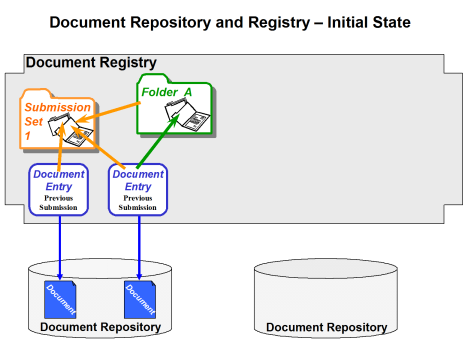 Document Repository and Registry – Initial State
Document Registry
Submission
Set
1
Folder A
Document
Entry
Previous
Submission
Document
Entry
Previous
Submission
Document
Document
Document Repository
Document Repository